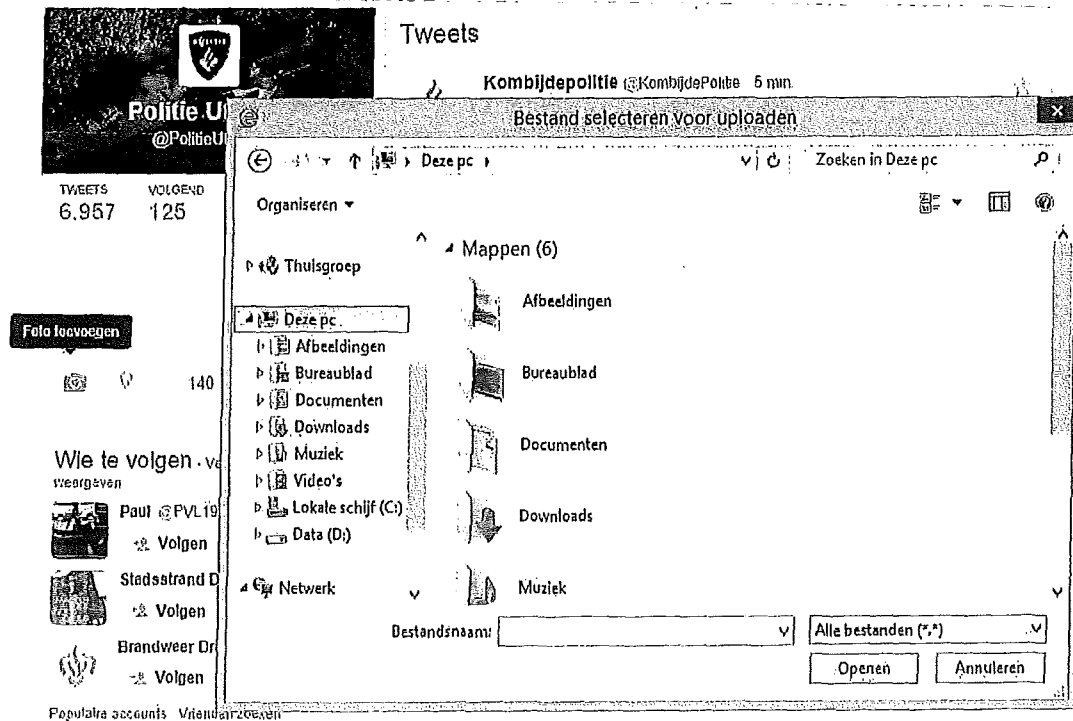 Tweets
Kombijdepolitie @KombijdePolitie 5 min.
POLITIE
Politie U
@PolitieU
TWEETS VOLGEND
6.957 125
Foto toevoegen
140
Wie te volgen
weergeven
Paul @PVL19
Volgen
Stadsstrand D
Volgen
Brandweer Dr
Volgen
Populaire accounts Vrienden zoeken
Bestand selecteren voor uploaden
Deze pc
Zoeken in Deze pc
Organiseren
Thuisgroep
Deze pc
Afbeeldingen
Bureaublad
Documenten
Downloads
Muziek
Video's
Lokale schijf (C:)
Data (D:)
Netwerk
Mappen (6)
Afbeeldingen
Bureaublad
Documenten
Downloads
Muziek
Bestandsnaam:
Alle bestanden (*.*)
Openen Annuleren